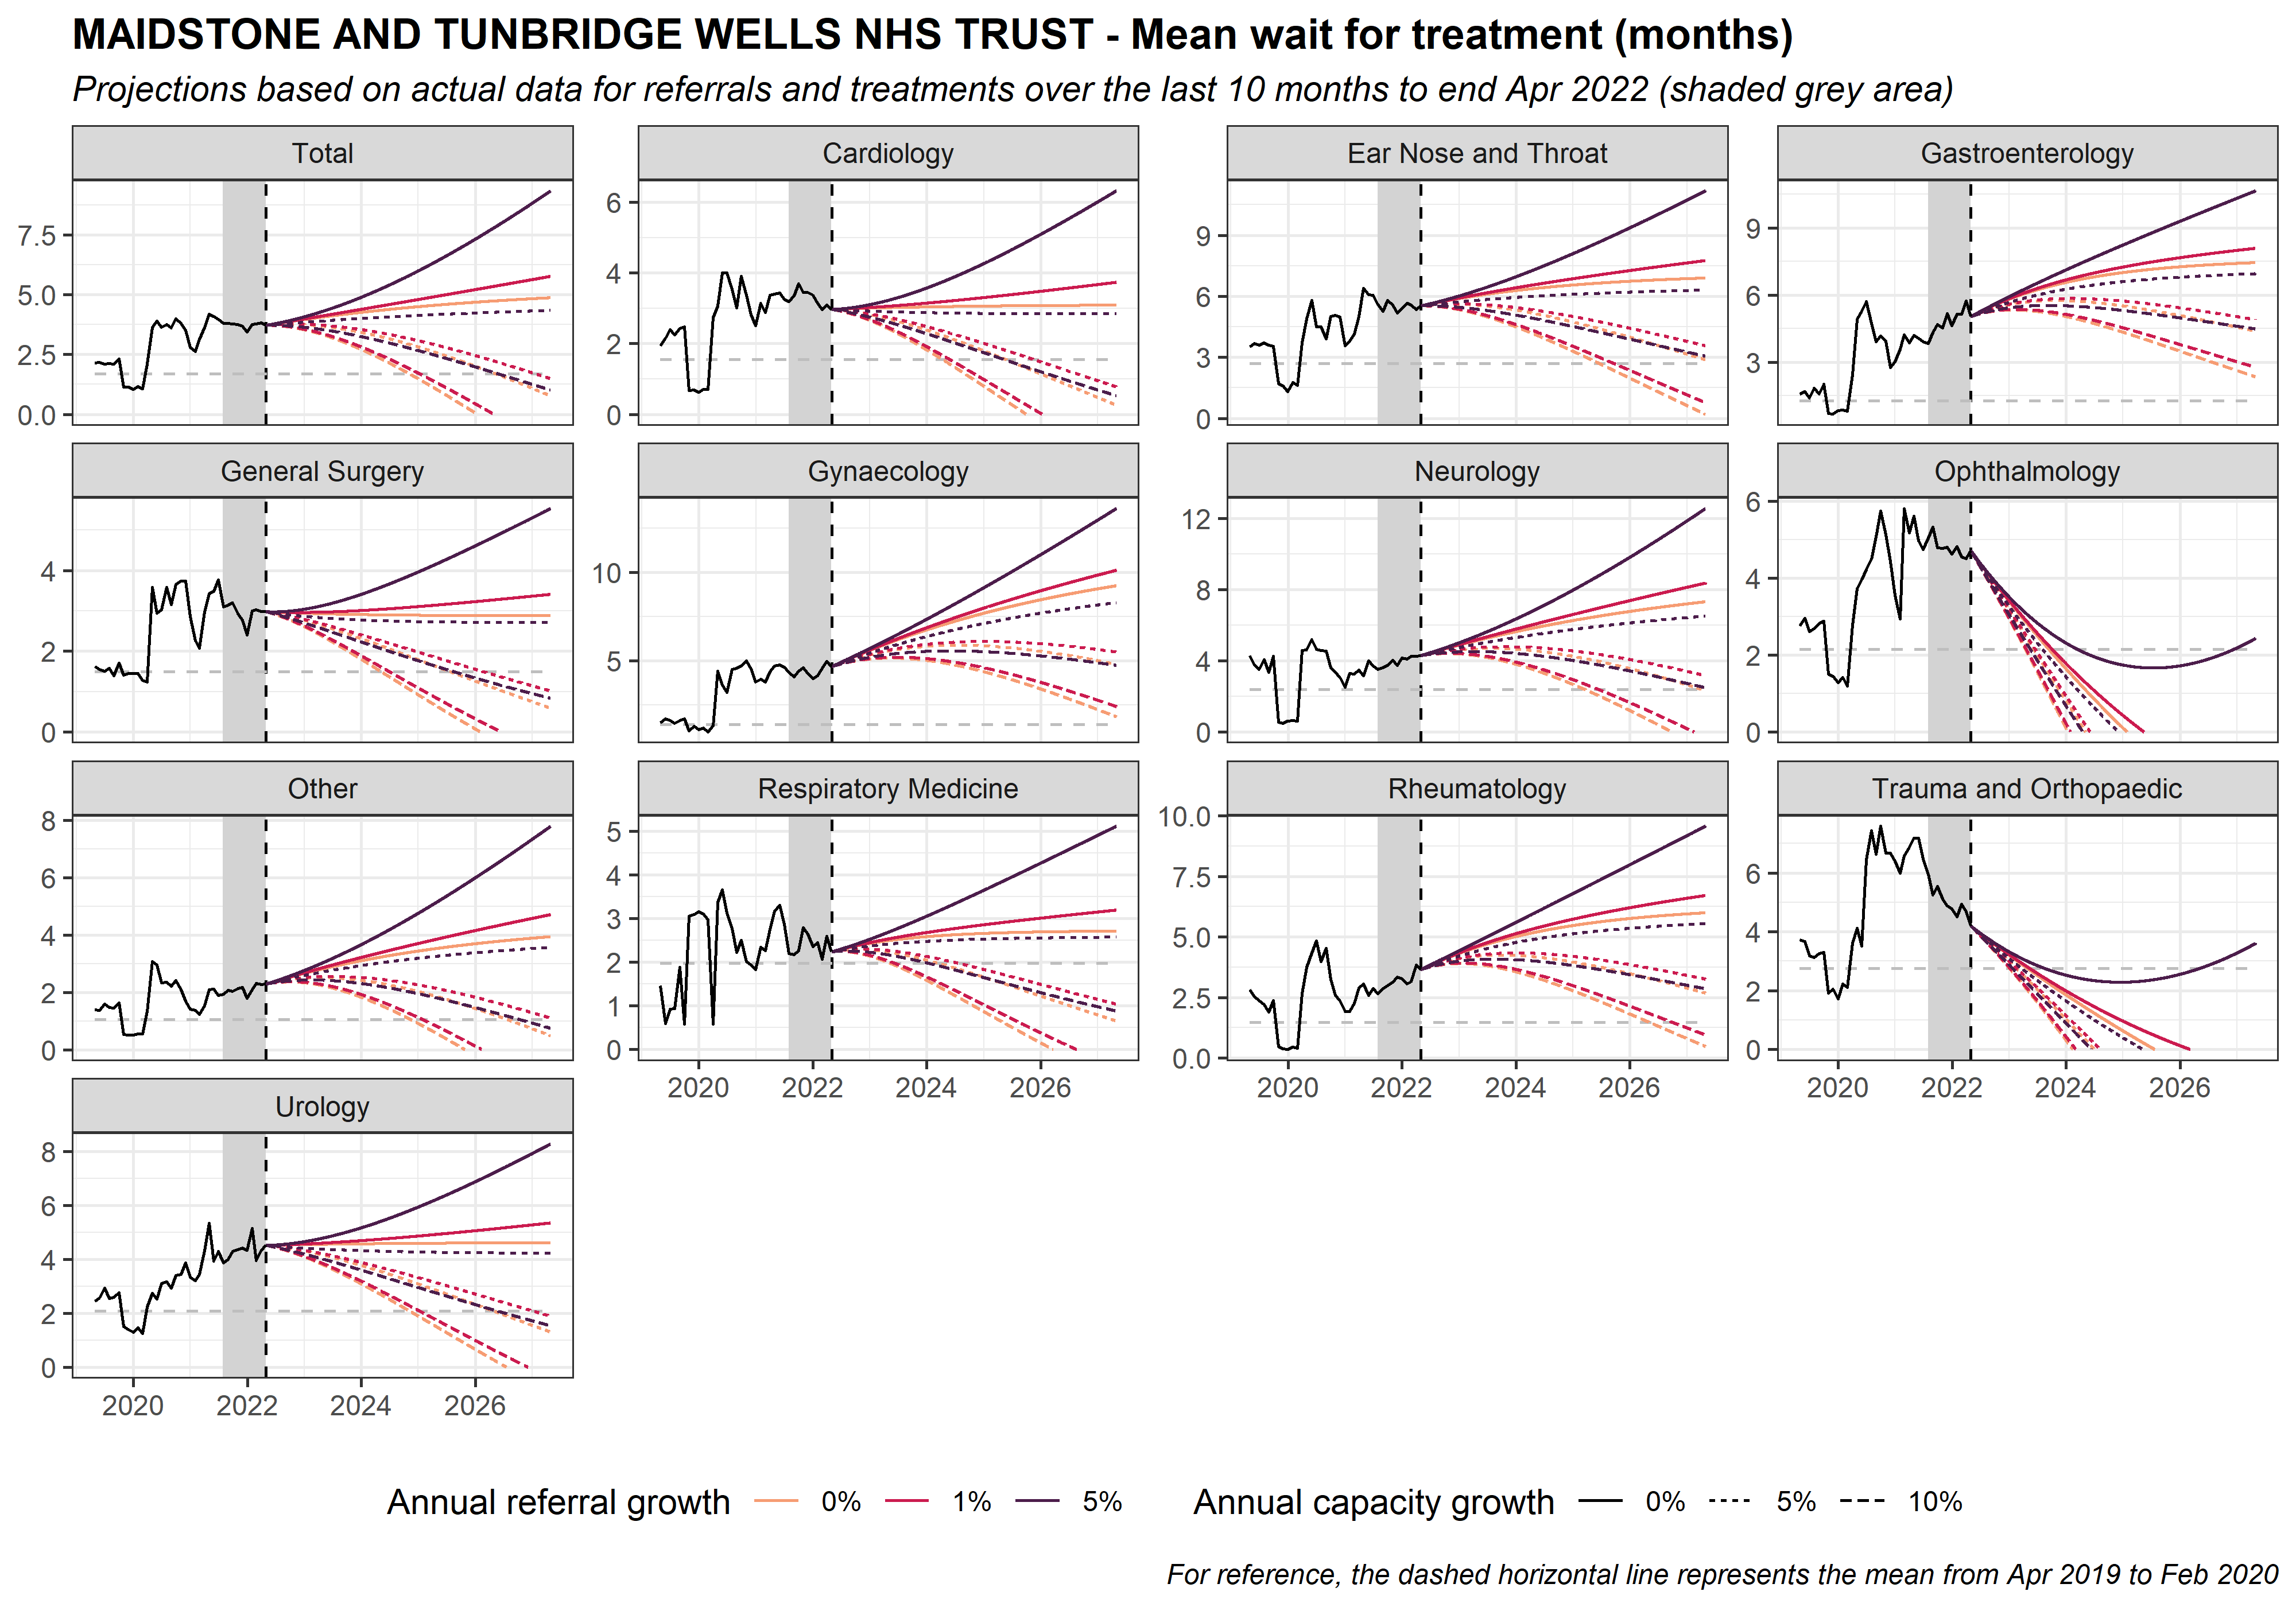 MAIDSTONE AND TUNBRIDGE WELLS NHS TRUST - Mean wait for treatment (months)
Projections based on actual data for referrals and treatments over the last 10 months to end Apr 2022 (shaded grey area)
Total
Cardiology
Ear Nose and Throat
Gastroenterology
7.5
5.0
2.5
0.0
6
4
2
0
9
6
3
0
9
6
3
General Surgery
Gynaecology
Neurology
Ophthalmology
4
2
0
10
5
12
8
4
0
6
4
2
0
Other
Respiratory Medicine
Rheumatology
Trauma and Orthopaedic
8
6
4
2
0
5
4
3
2
1
0
10.0
7.5
5.0
2.5
0.0
6
4
2
0
2020 2022 2024 2026
2020 2022 2024 2026
2020 2022 2024 2026
Urology
8
6
4
2
0
2020 2022 2024 2026
Annual referral growth 0% 1% 5%
Annual capacity growth 0% 5% 10%
For reference, the dashed horizontal line represents the mean from Apr 2019 to Feb 2020